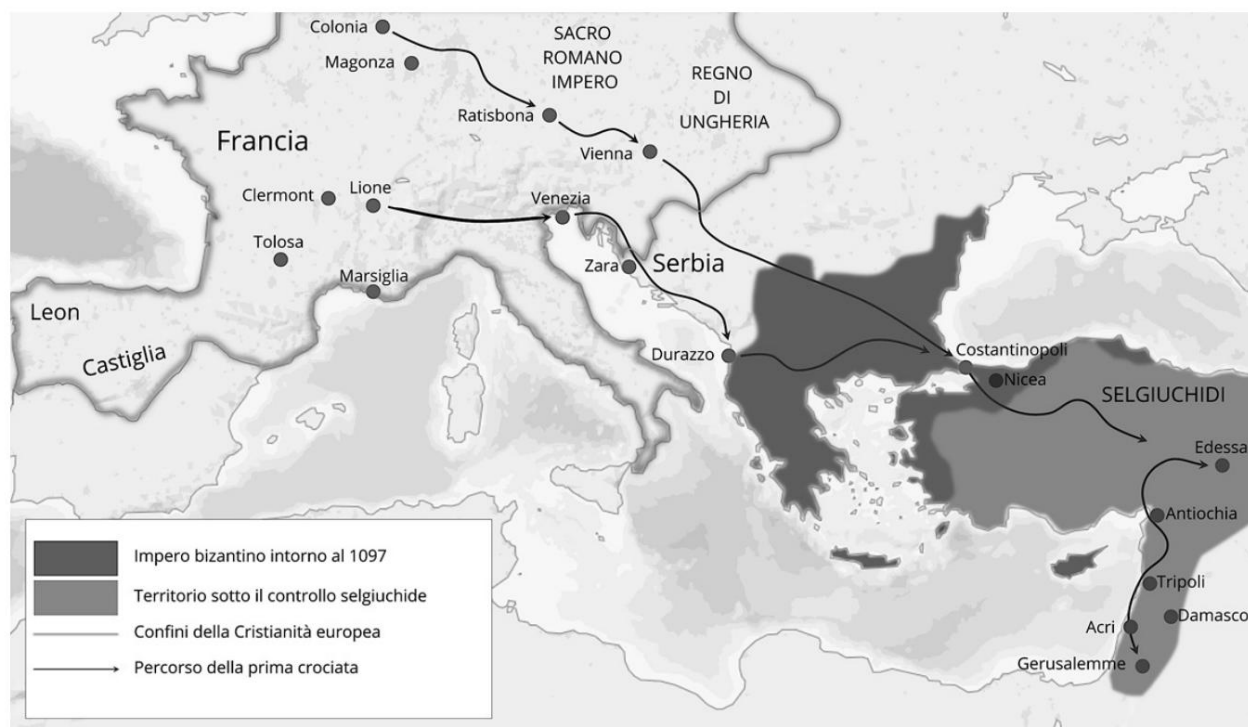 Colonia
Magonza
SACRO
ROMANO
IMPERO
REGNO
DI
UNGHERIA
Ratisbona
Vienna
Francia
Clermont
Lione
Venezia
Tolosa
Marsiglia
Zara
Serbia
Leon
Castiglia
Durazzo
Costantinopoli
Nicea
SELGIUCHIDI
Edessa
Antiochia
Tripoli
Damasco
Acri
Gerusalemme
Impero bizantino intorno al 1097
Territorio sotto il controllo selgiuchide
Confini della Cristianità europea
Percorso della prima crociata